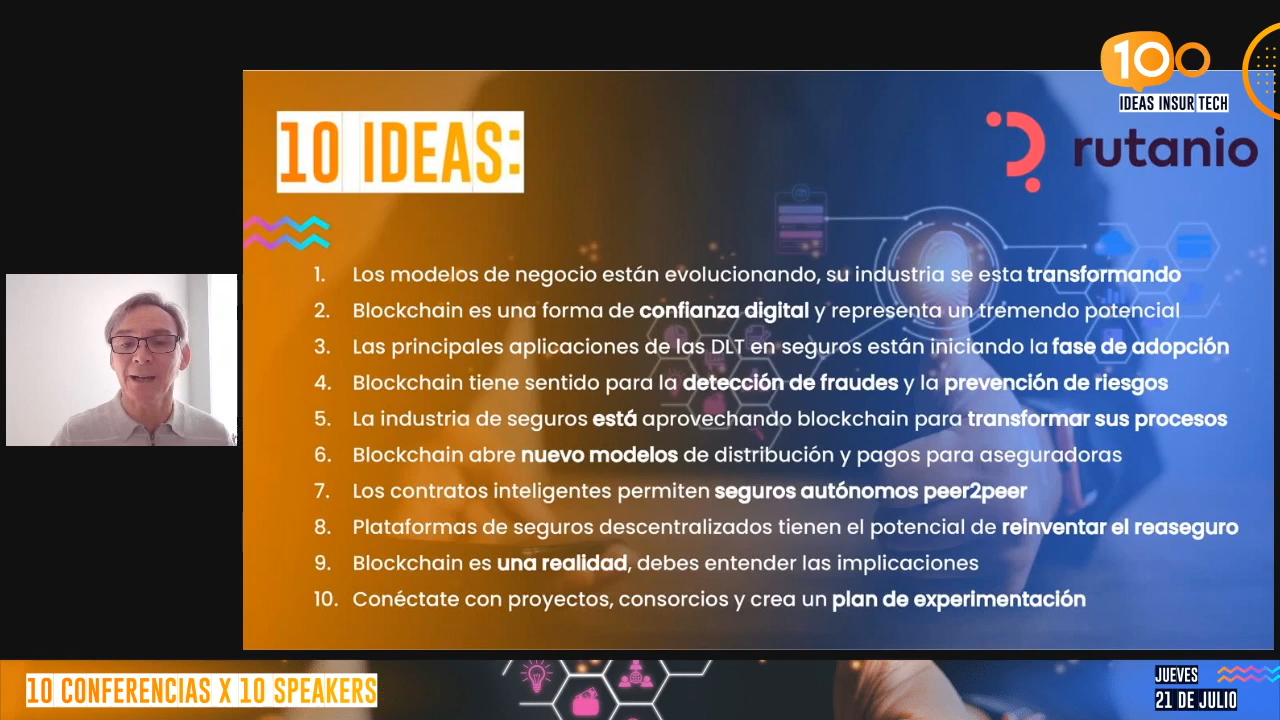 100
IDEAS INSUR TECH
10 IDEAS:
rutanio
1. Los modelos de negocio están evolucionando, su industria se esta transformando
2. Blockchain es una forma de confianza digital y representa un tremendo potencial
3. Las principales aplicaciones de las DLT en seguros están iniciando la fase de adopción
4. Blockchain tiene sentido para la detección de fraudes y la prevención de riesgos
5. La industria de seguros está aprovechando blockchain para transformar sus procesos
6. Blockchain abre nuevo modelos de distribución y pagos para aseguradoras
7. Los contratos inteligentes permiten seguros autónomos peer2peer
8. Plataformas de seguros descentralizados tienen el potencial de reinventar el reaseguro
9. Blockchain es una realidad, debes entender las implicaciones
10. Conéctate con proyectos, consorcios y crea un plan de experimentación
10 CONFERENCIAS X 10 SPEAKERS
JUEVES
21 DE JULIO